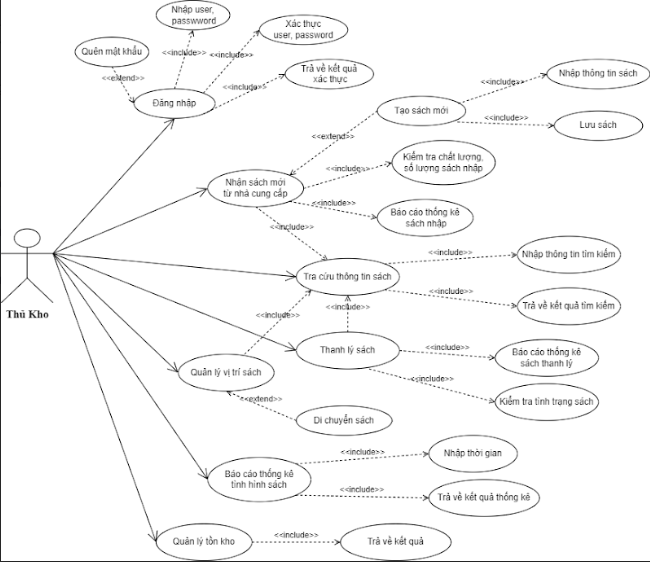 Nhập user,
passwword
Quên mật khẩu
Xác thực
user, password
<<include>>
<<include>>
<<extend>>
Trả về kết quả
xác thực
<<include>>
Đăng nhập
Nhập thông tin sách
<<include>>
Tạo sách mới
<<include>>
Lưu sách
<<extend>>
Kiểm tra chất lượng,
số lượng sách nhập
<<include>>
Nhận sách mới
từ nhà cung cấp
<<include>>
Báo cáo thống kê
sách nhập
<<include>>
<<include>>
Nhập thông tin tìm kiếm
Tra cứu thông tin sách
<<include>>
Trả về kết quả tìm kiếm
Thủ Kho
<<include>>
<<include>>
Thanh lý sách
<<include>>
Báo cáo thống kê
sách thanh lý
Quản lý vị trí sách
<<include>>
<<extend>>
Kiểm tra tình trạng sách
Di chuyển sách
<<include>>
Nhập thời gian
Báo cáo thống kê
tình hình sách
<<include>>
Trả về kết quả thống kê
Quản lý tồn kho
<<include>>
Trả về kết quả